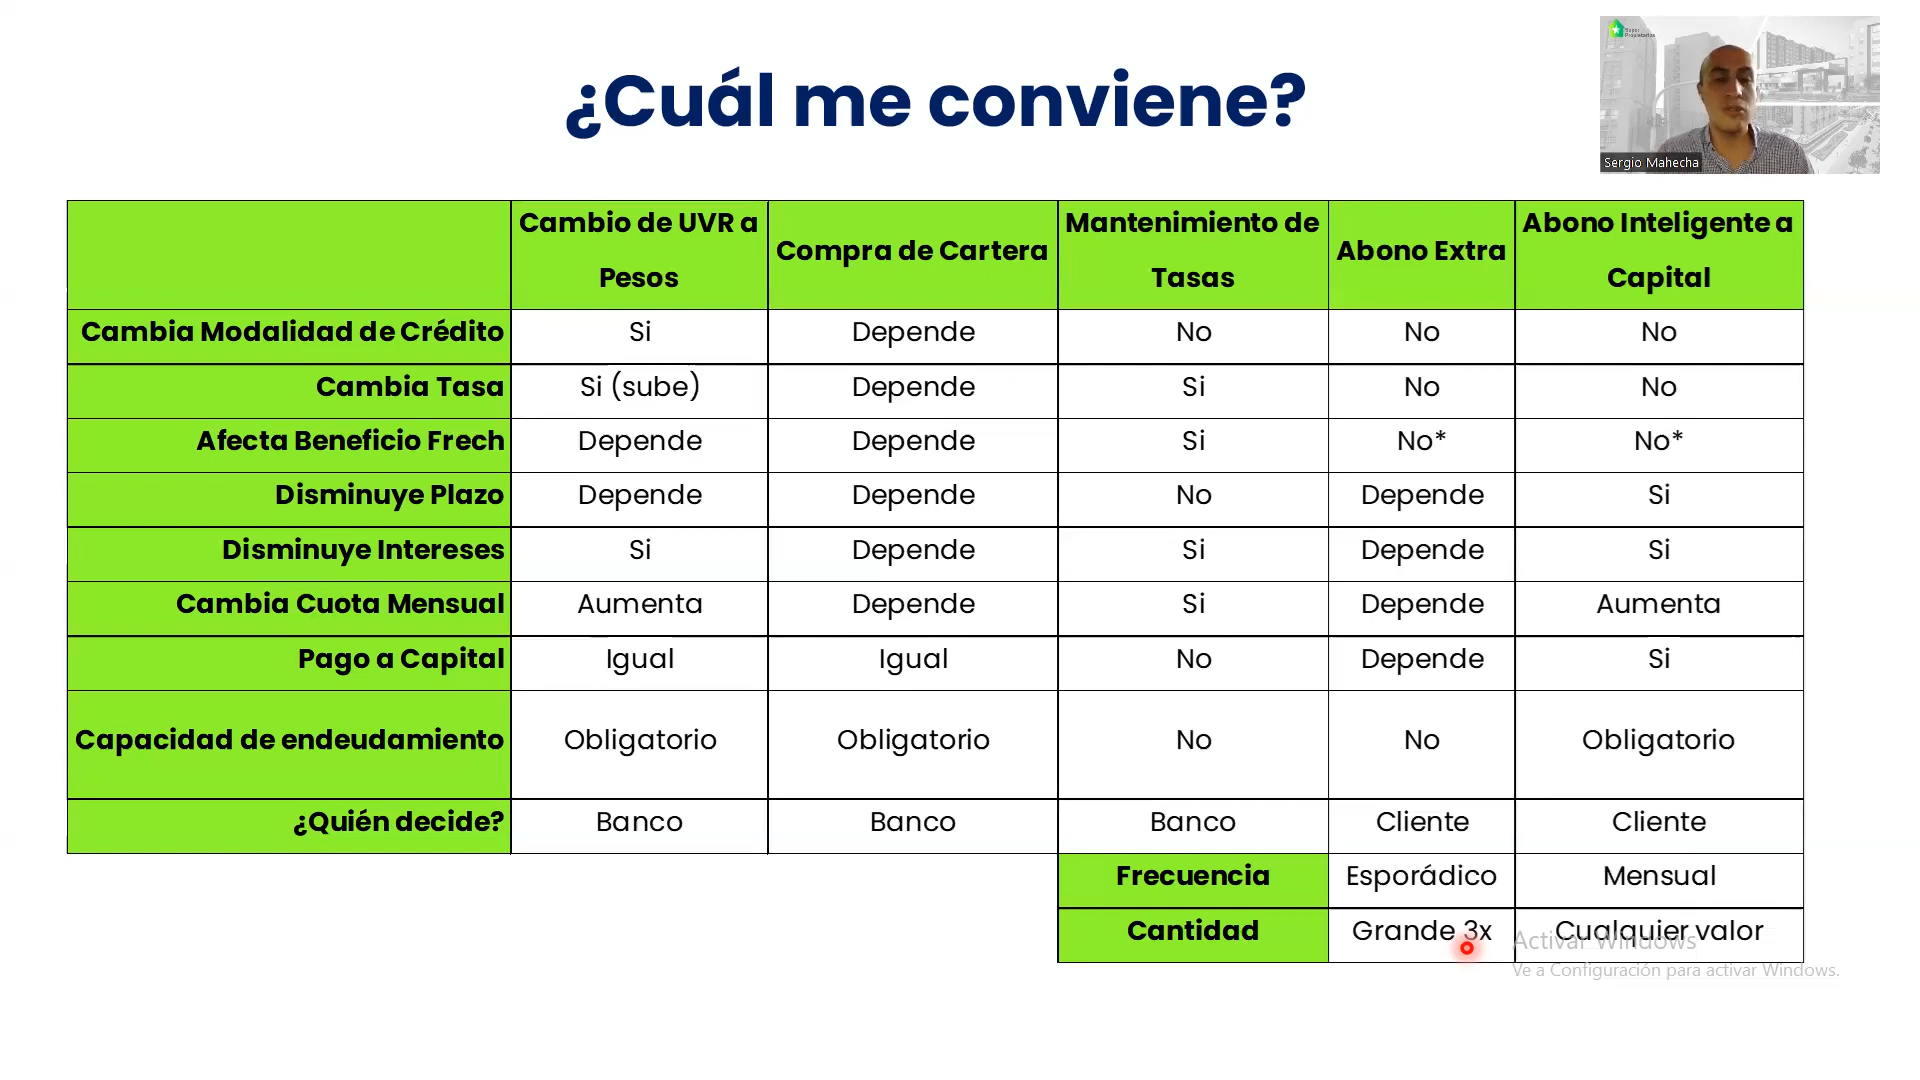 ¿Cuál me conviene?
Super
Propietarios
Sergio Mahecha
Cambio de UVR a
Pesos
Compra de Cartera
Mantenimiento de
Tasas
Abono Extra
Abono Inteligente a
Capital
Cambia Modalidad de Crédito Si Depende No No No
Cambia Tasa Si (sube) Depende Si No No
Afecta Beneficio Frech Depende Depende Si No* No*
Disminuye Plazo Depende Depende No Depende Si
Disminuye Intereses Si Depende Si Depende Si
Cambia Cuota Mensual Aumenta Depende Si Depende Aumenta
Pago a Capital Igual Igual No Depende Si
Capacidad de endeudamiento Obligatorio Obligatorio No No Obligatorio
¿Quién decide? Banco Banco Banco Cliente Cliente
Frecuencia Esporádico Mensual
Cantidad Grande 3x Cualquier valor
Activar Windows
Ve a Configuración para activar Windows.